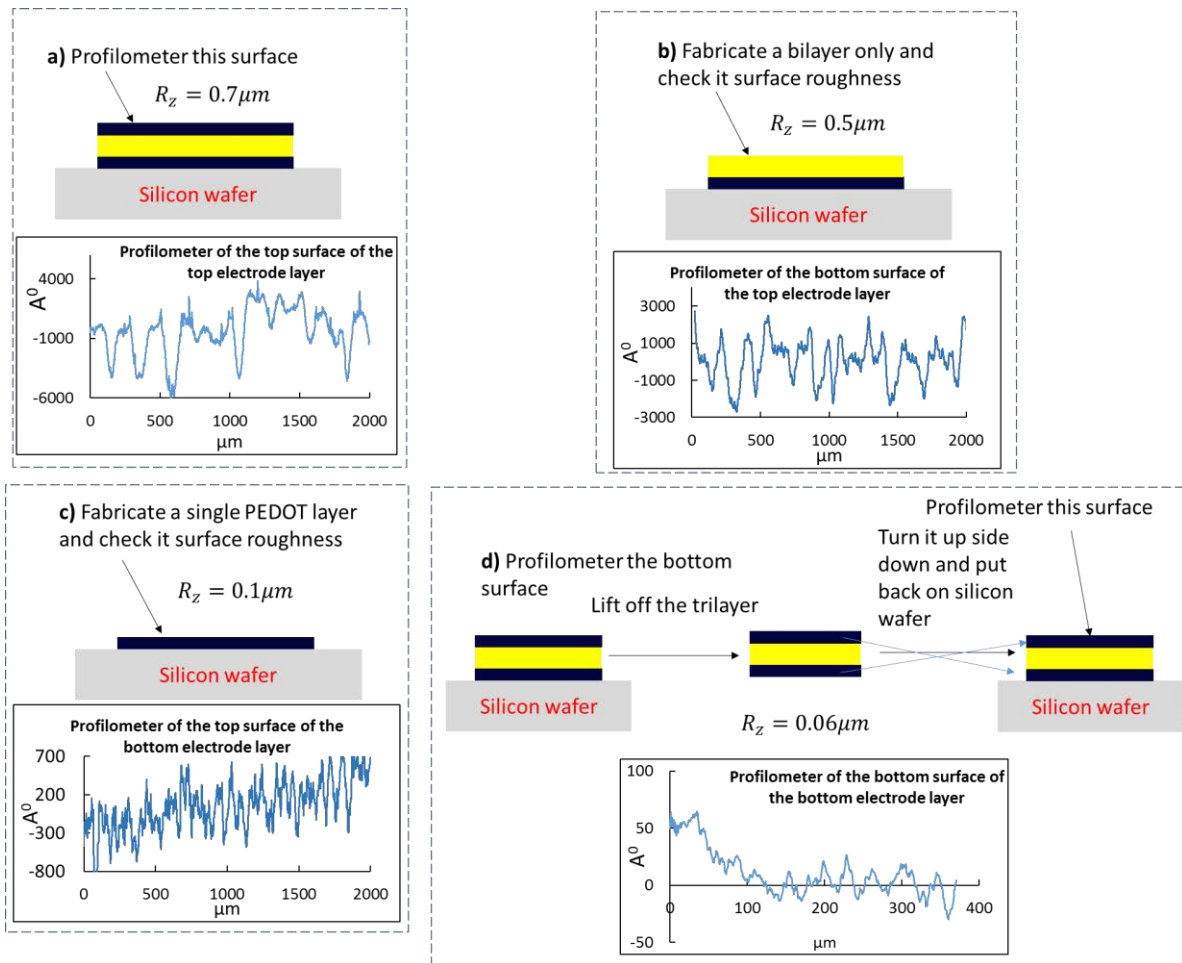 a) Profilometer this surface
R_z = 0.7μm
Silicon wafer
Profilometer of the top surface of the
top electrode layer
A⁰
4000
-1000
-6000
0 500 1000 1500 2000
μm
b) Fabricate a bilayer only and
check it surface roughness
R_z = 0.5μm
Silicon wafer
Profilometer of the bottom surface of
the top electrode layer
A⁰
3000
1000
-1000
-3000
0 500 1000 1500 2000
μm
c) Fabricate a single PEDOT layer
and check it surface roughness
R_z = 0.1μm
Silicon wafer
Profilometer of the top surface of the
bottom electrode layer
A⁰
700
200
-300
-800
0 500 1000 1500 2000
μm
d) Profilometer the bottom
surface
Lift off the trilayer
Profilometer this surface
Turn it up side
down and put
back on silicon
wafer
Silicon wafer
Silicon wafer
R_z = 0.06μm
Profilometer of the bottom surface of
the bottom electrode layer
A⁰
100
50
0
-50
0 100 200 300 400
μm